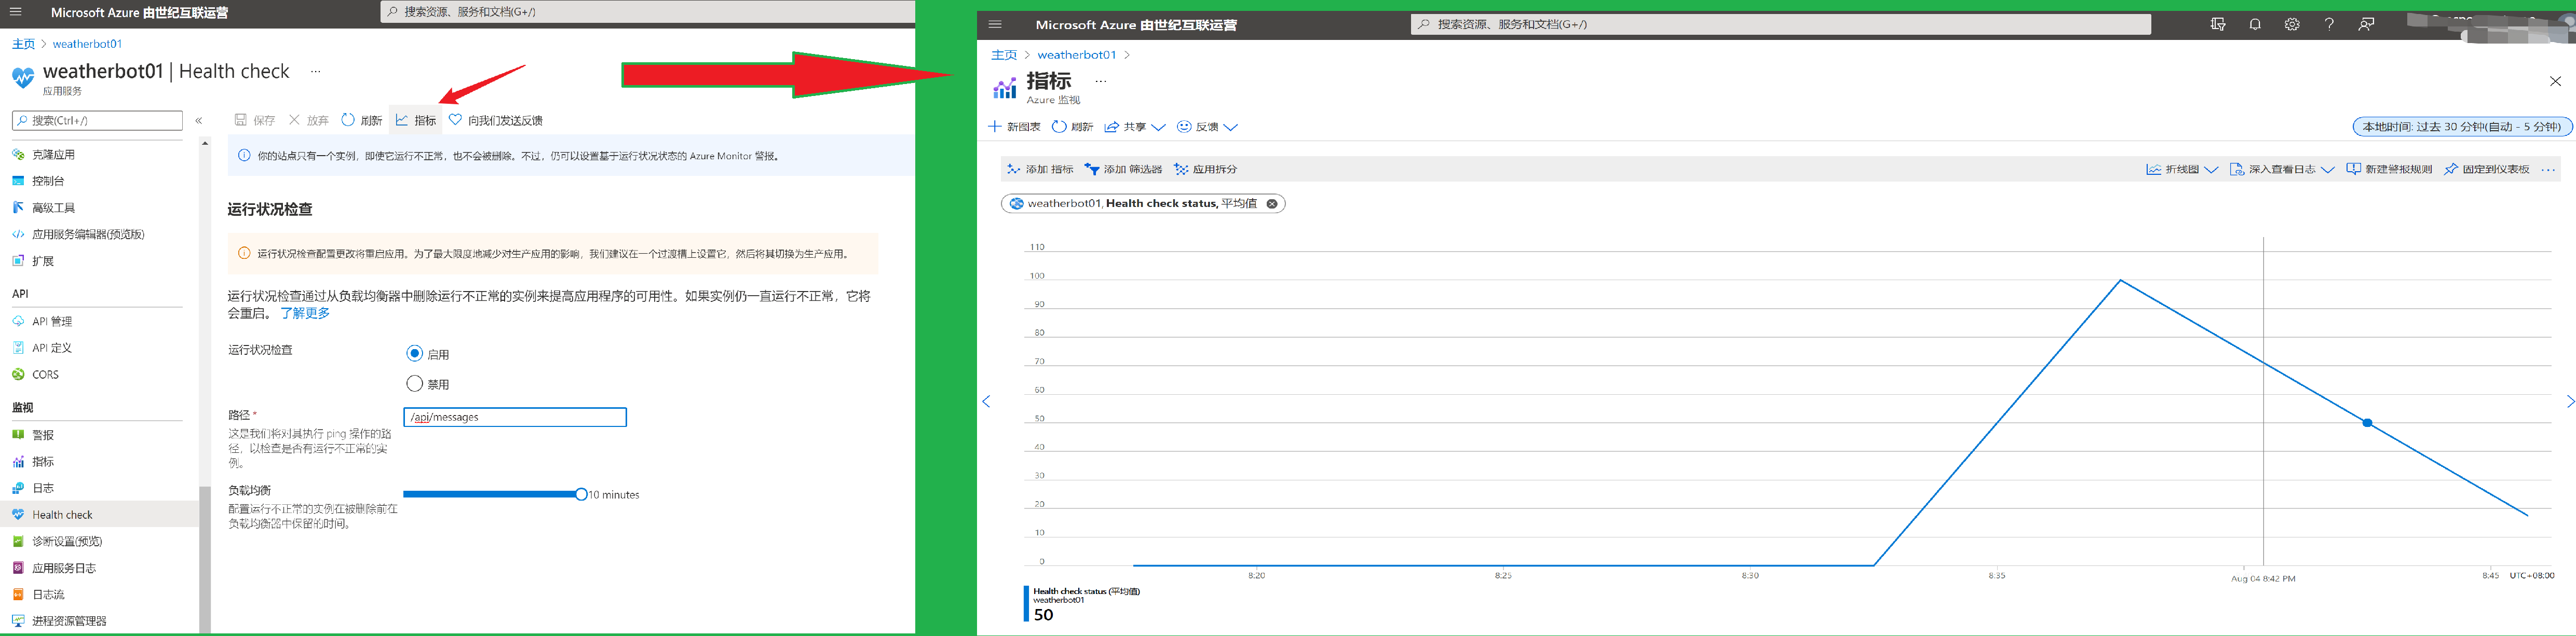 Microsoft Azure 由世纪互联运营
搜索资源、服务和文档(G+/)
主页 > weatherbot01
weatherbot01 | Health check ...
应用服务
搜索(Ctrl+/)
«
克隆应用
控制台
高级工具
应用服务编辑器(预览版)
扩展
API
API 管理
API 定义
CORS
监视
警报
指标
日志
Health check
诊断设置(预览)
应用服务日志
日志流
进程资源管理器
保存 放弃 刷新 指标 向我们发送反馈
你的站点只有一个实例，即使它运行不正常，也不会被删除。不过，仍可以设置基于运行状况状态的 Azure Monitor 警报。
运行状况检查
运行状况检查配置更改将重启应用。为了最大限度地减少对生产应用的影响，我们建议在一个过渡槽上设置它，然后将其切换为生产应用。
运行状况检查通过从负载均衡器中删除运行不正常的实例来提高应用程序的可用性。如果实例仍一直运行不正常，它将
会重启。 了解更多
运行状况检查
启用
禁用
路径 *
/api/messages
这是我们将对其执行 ping 操作的路
径，以检查是否有运行不正常的实
例。
负载均衡
10 minutes
配置运行不正常的实例在被删除前在
负载均衡器中保留的时间。
Microsoft Azure 由世纪互联运营
搜索资源、服务和文档(G+/)
主页 > weatherbot01 >
指标 ...
Azure 监视
新图表 刷新 共享 反馈
本地时间: 过去 30 分钟(自动 - 5 分钟)
添加 指标 添加 筛选器 应用拆分
折线图 深入查看日志 新建警报规则 固定到仪表板 ...
weatherbot01, Health check status, 平均值
110
100
90
80
70
60
50
40
30
20
10
0
8:20 8:25 8:30 8:35 Aug 04 8:42 PM 8:45 UTC+08:00
Health check status (平均值)
weatherbot01
50